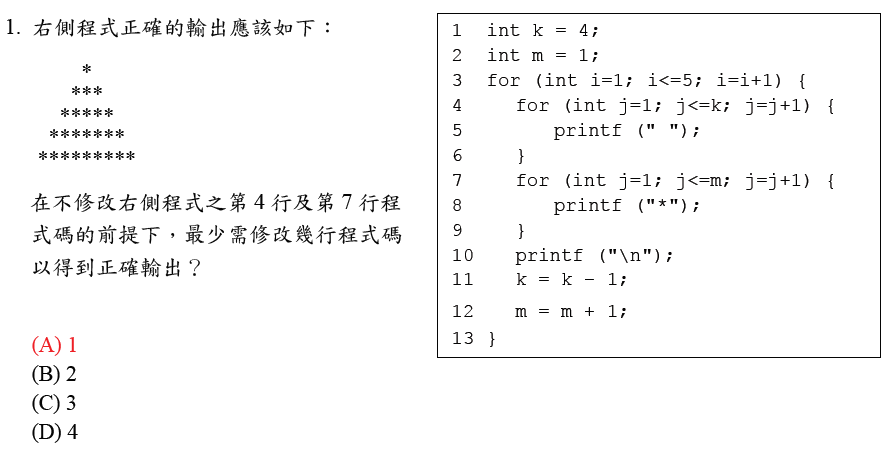 1. 右側程式正確的輸出應該如下：
*
***
*****
*******
*********
在不修改右側程式之第 4 行及第 7 行程
式碼的前提下，最少需修改幾行程式碼
以得到正確輸出？
(A) 1
(B) 2
(C) 3
(D) 4
1 int k = 4;
2 int m = 1;
3 for (int i=1; i<=5; i=i+1) {
4 for (int j=1; j<=k; j=j+1) {
5 printf (" ");
6 }
7 for (int j=1; j<=m; j=j+1) {
8 printf ("*");
9 }
10 printf ("\n");
11 k = k – 1;
12 m = m + 1;
13 }